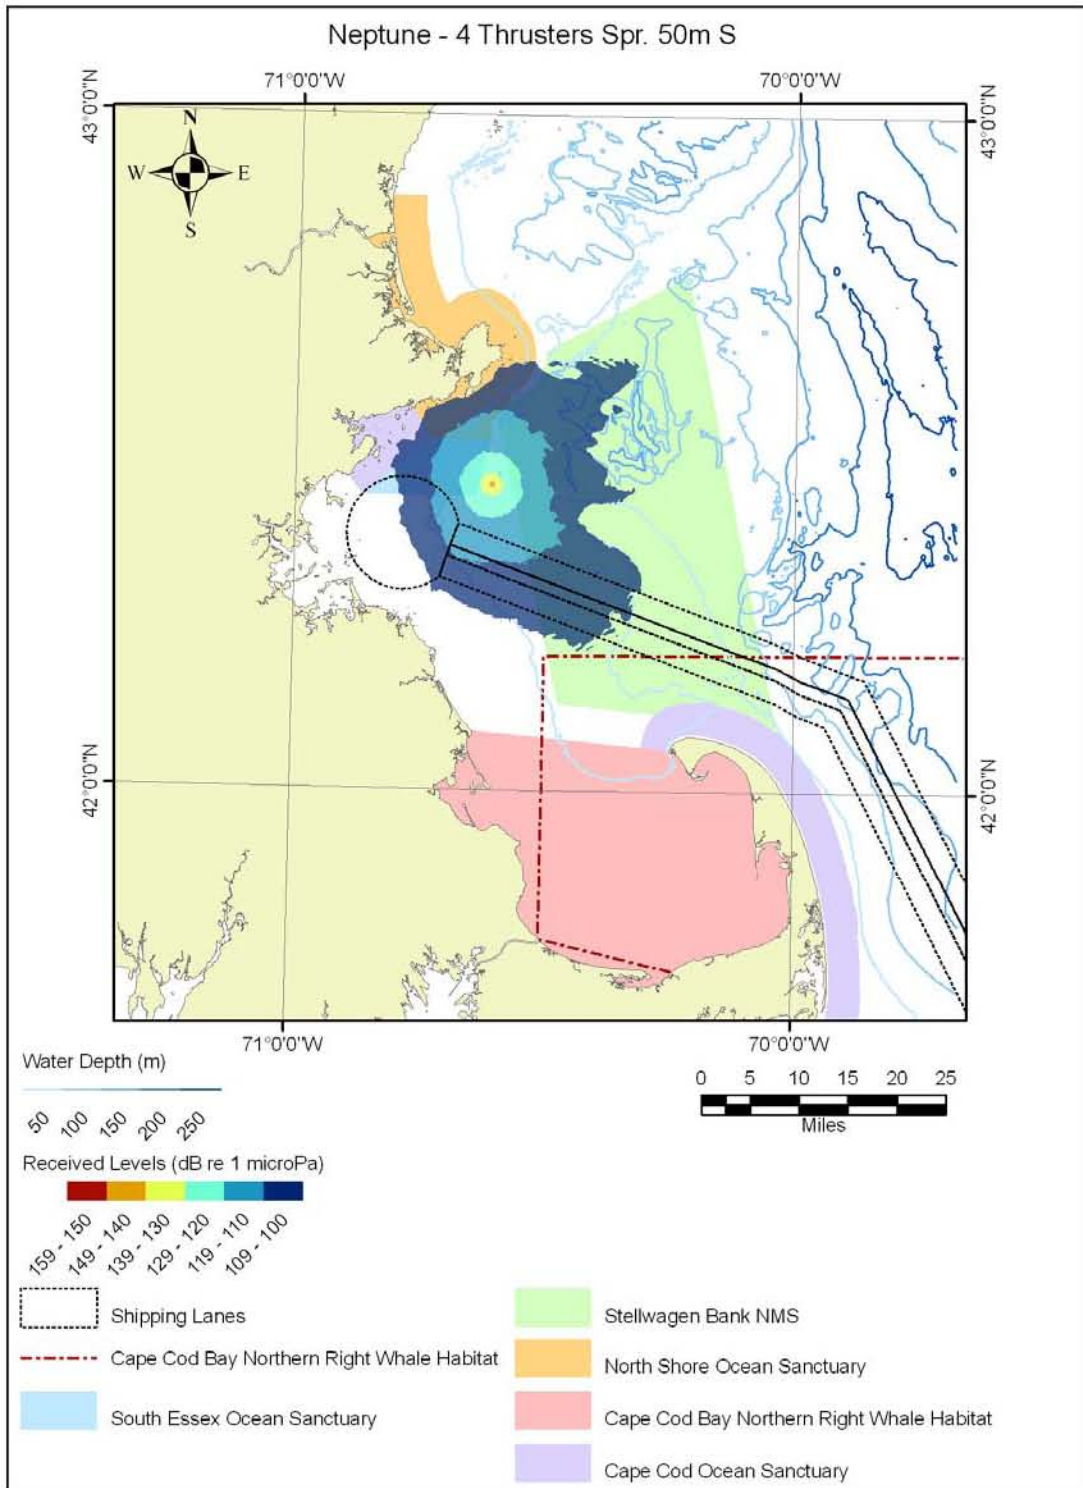 Neptune - 4 Thrusters Spr. 50m S
71°0'0"W
70°0'0"W
43°0'0"N
43°0'0"N
N
W
E
S
42°0'0"N
42°0'0"N
71°0'0"W
70°0'0"W
Water Depth (m)
50
100
150
200
250
0 5 10 15 20 25
Miles
Received Levels (dB re 1 microPa)
159 - 150
149 - 140
139 - 130
129 - 120
119 - 110
109 - 100
Shipping Lanes
Cape Cod Bay Northern Right Whale Habitat
South Essex Ocean Sanctuary
Stellwagen Bank NMS
North Shore Ocean Sanctuary
Cape Cod Bay Northern Right Whale Habitat
Cape Cod Ocean Sanctuary